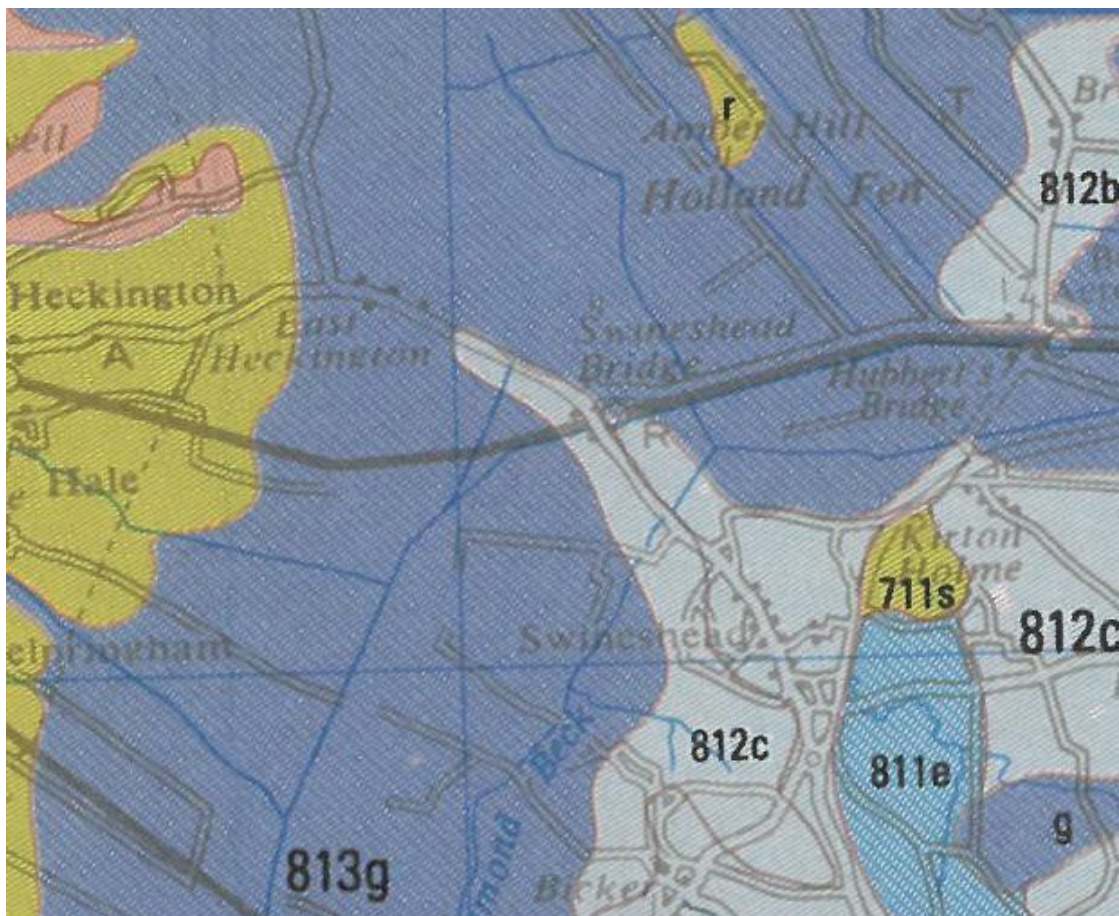 r
Amber Hill
T
Holland Fen
812b
Heckington
East
Heckington
A
Swineshead
Bridge
Hubbert's
Bridge
R
Hale
Kirton
Holme
711s
812c
Swineshead
812c
Beck
811e
g
813g
Bicker